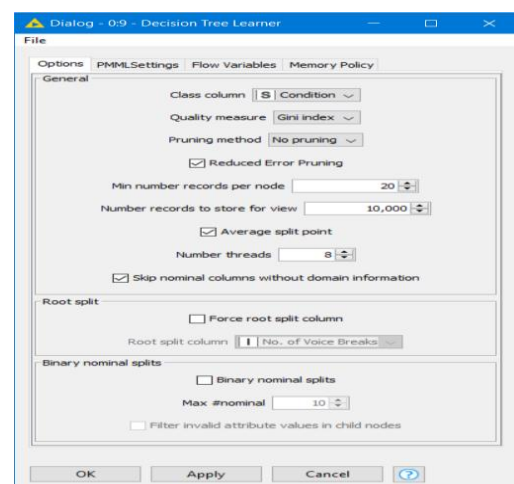 Dialog - 0:9 - Decision Tree Learner
File
Options PMMLSettings Flow Variables Memory Policy
General
Class column S Condition
Quality measure Gini index
Pruning method No pruning
Reduced Error Pruning
Min number records per node 20
Number records to store for view 10,000
Average split point
Number threads 8
Skip nominal columns without domain information
Root split
Force root split column
Root split column I No. of Voice Breaks
Binary nominal splits
Binary nominal splits
Max #nominal 10
Filter invalid attribute values in child nodes
OK Apply Cancel ?